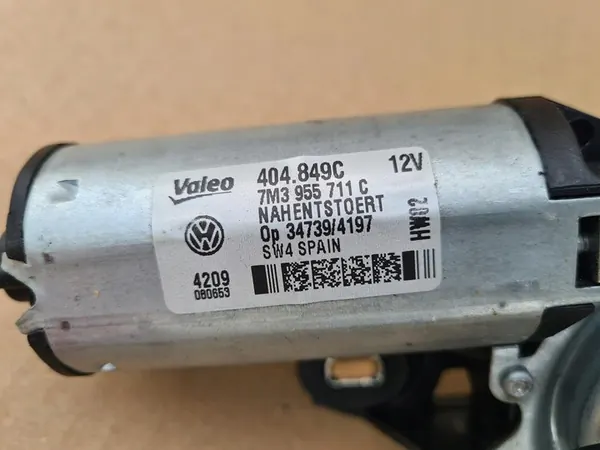 Valeo
404.849C 12V
7M3 955 711 C
NAHENTSTOERT
Op 34739/4197
SW4 SPAIN
HW02
4209
080653